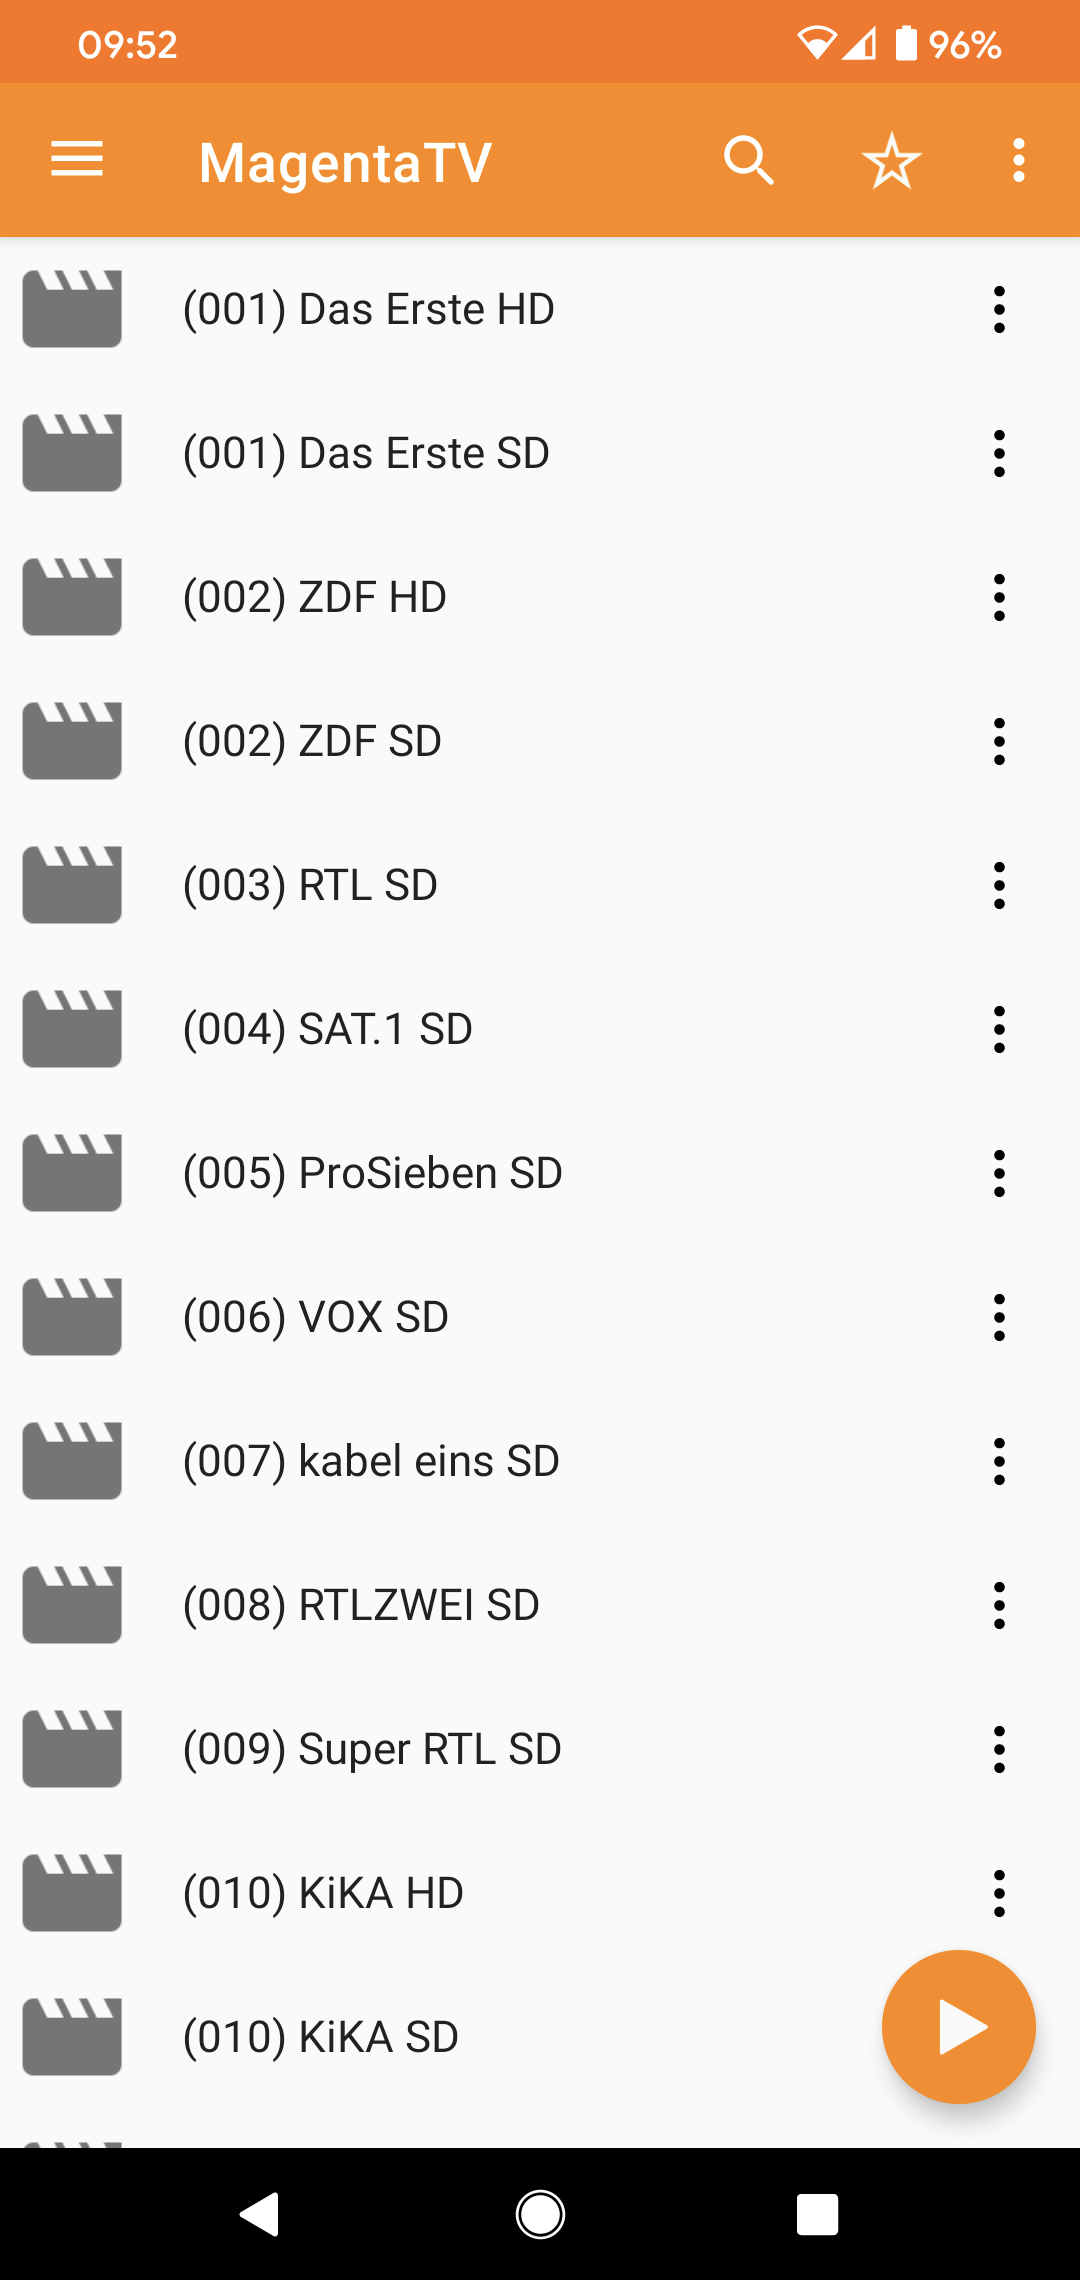 09:52
96%
MagentaTV
(001) Das Erste HD
(001) Das Erste SD
(002) ZDF HD
(002) ZDF SD
(003) RTL SD
(004) SAT.1 SD
(005) ProSieben SD
(006) VOX SD
(007) kabel eins SD
(008) RTLZWEI SD
(009) Super RTL SD
(010) KiKA HD
(010) KiKA SD